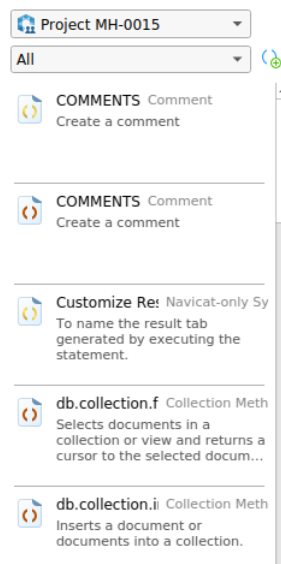 Project MH-0015
All
COMMENTS Comment
Create a comment
COMMENTS Comment
Create a comment
Customize Res Navicat-only Sy
To name the result tab
generated by executing the
statement.
db.collection.f Collection Meth
Selects documents in a
collection or view and returns a
cursor to the selected docum...
db.collection.i Collection Meth
Inserts a document or
documents into a collection.